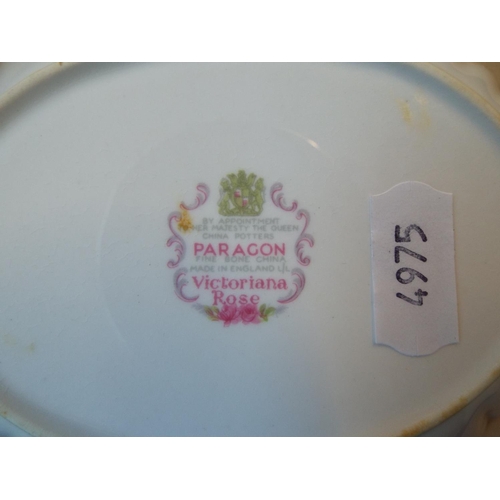 BY APPOINTMENT
HER MAJESTY THE QUEEN
CHINA POTTERS
PARAGON
FINE BONE CHINA
MADE IN ENGLAND
Victoriana
Rose
4975